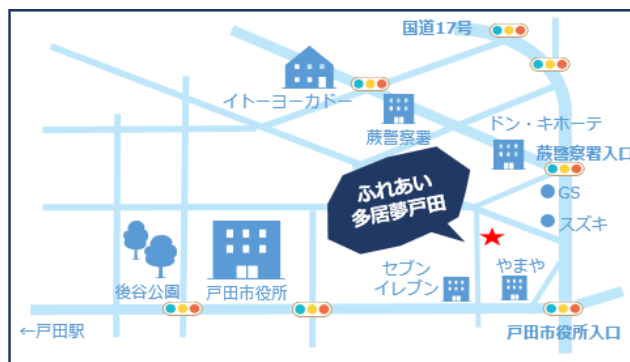 国道17号
イトーヨーカドー
蕨警察署
ドン・キホーテ
蕨警察署入口
ふれあい
多居夢戸田
GS
スズキ
後谷公園
戸田市役所
セブン
イレブン
やまや
←戸田駅
戸田市役所入口